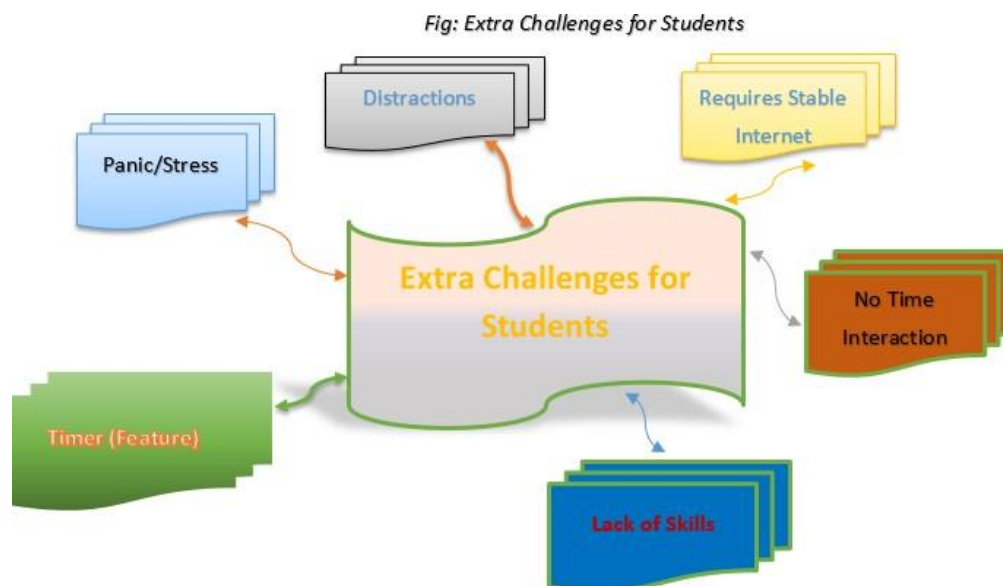 Fig: Extra Challenges for Students
Distractions
Requires Stable
Internet
Panic/Stress
Extra Challenges for
Students
No Time
Interaction
Timer (Feature)
Lack of Skills